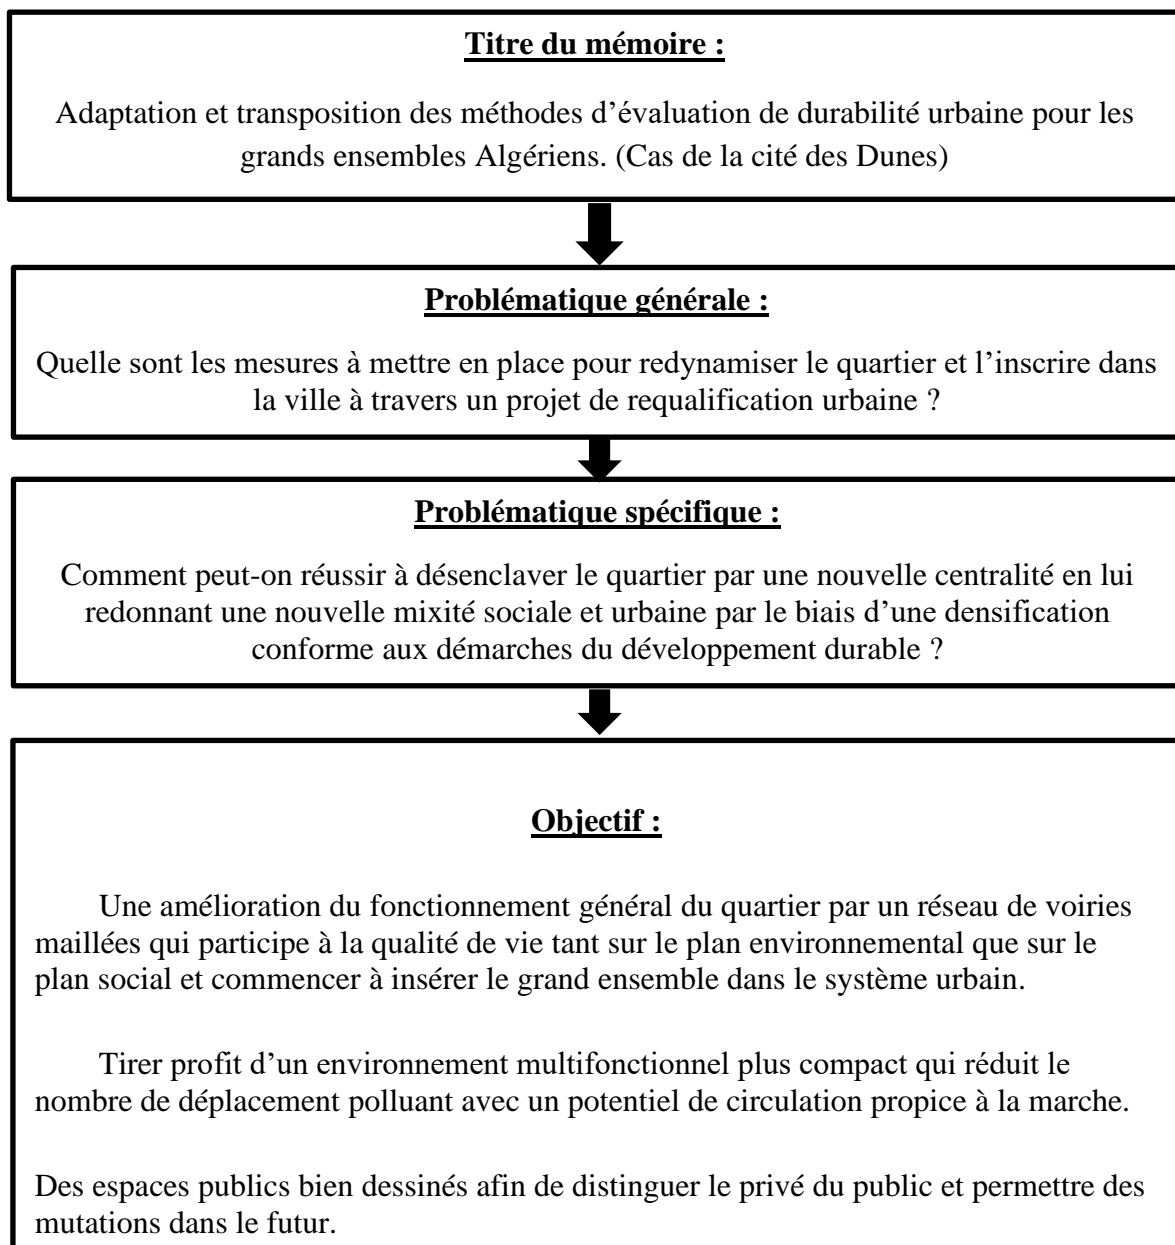 Titre du mémoire :
Adaptation et transposition des méthodes d’évaluation de durabilité urbaine pour les
grands ensembles Algériens. (Cas de la cité des Dunes)
Problématique générale :
Quelle sont les mesures à mettre en place pour redynamiser le quartier et l’inscrire dans
la ville à travers un projet de requalification urbaine ?
Problématique spécifique :
Comment peut-on réussir à désenclaver le quartier par une nouvelle centralité en lui
redonnant une nouvelle mixité sociale et urbaine par le biais d’une densification
conforme aux démarches du développement durable ?
Objectif :
Une amélioration du fonctionnement général du quartier par un réseau de voiries
maillées qui participe à la qualité de vie tant sur le plan environnemental que sur le
plan social et commencer à insérer le grand ensemble dans le système urbain.
Tirer profit d’un environnement multifonctionnel plus compact qui réduit le
nombre de déplacement polluant avec un potentiel de circulation propice à la marche.
Des espaces publics bien dessinés afin de distinguer le privé du public et permettre des
mutations dans le futur.